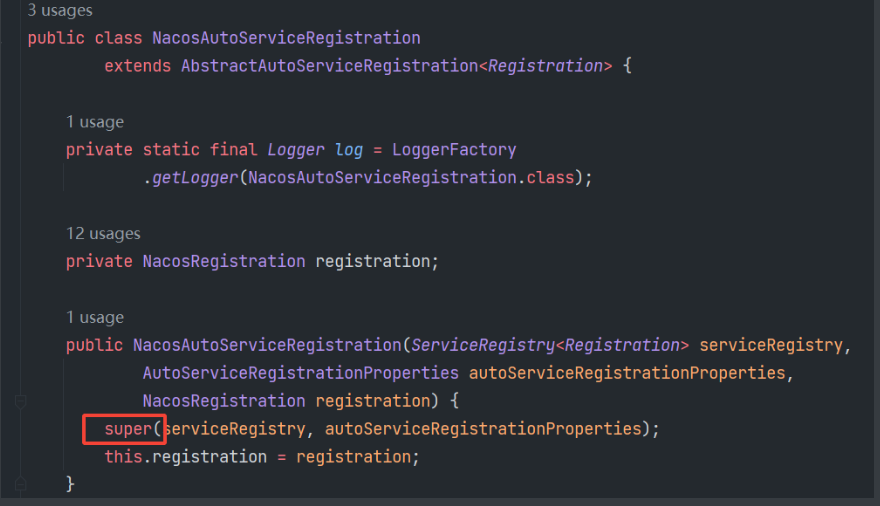 3 usages
public class NacosAutoServiceRegistration
extends AbstractAutoServiceRegistration<Registration> {
1 usage
private static final Logger log = LoggerFactory
.getLogger(NacosAutoServiceRegistration.class);
12 usages
private NacosRegistration registration;
1 usage
public NacosAutoServiceRegistration(ServiceRegistry<Registration> serviceRegistry,
AutoServiceRegistrationProperties autoServiceRegistrationProperties,
NacosRegistration registration) {
super(serviceRegistry, autoServiceRegistrationProperties);
this.registration = registration;
}